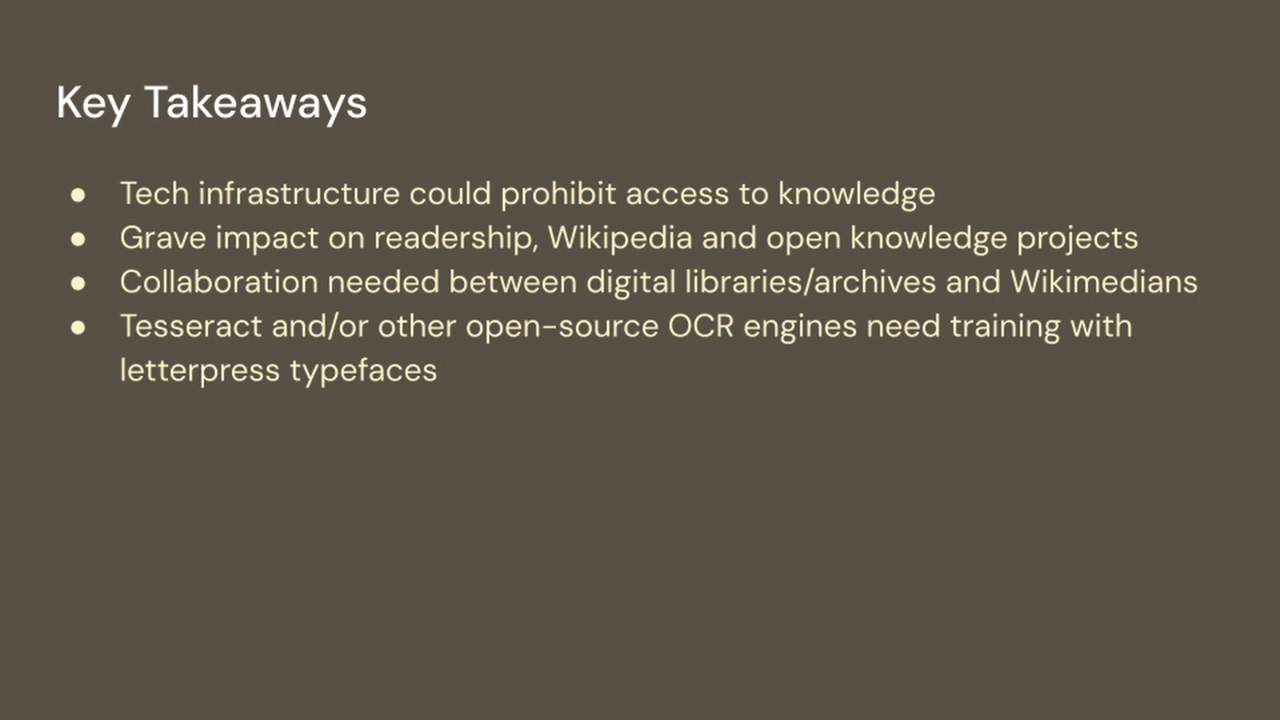 Key Takeaways
● Tech infrastructure could prohibit access to knowledge
● Grave impact on readership, Wikipedia and open knowledge projects
● Collaboration needed between digital libraries/archives and Wikimedians
● Tesseract and/or other open-source OCR engines need training with
letterpress typefaces